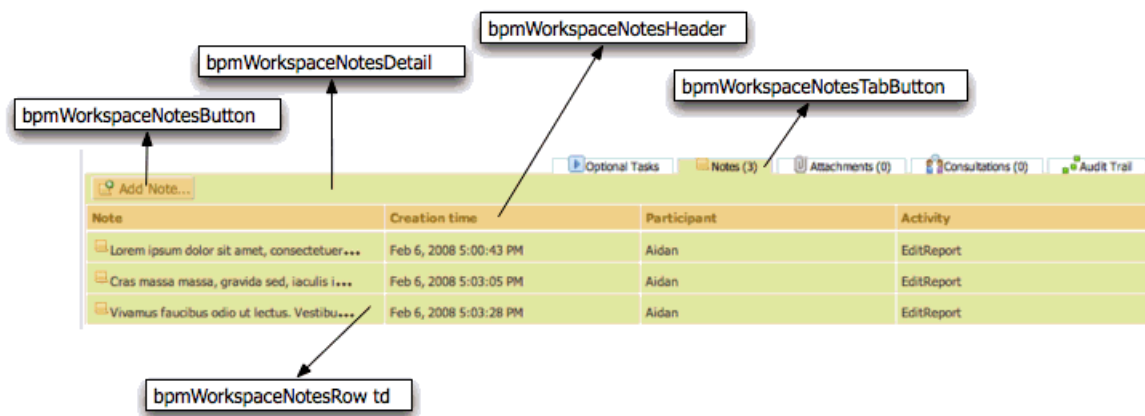 bpmWorkspaceNotesHeader
bpmWorkspaceNotesDetail
bpmWorkspaceNotesTabButton
bpmWorkspaceNotesButton
Optional Tasks Notes (3) Attachments (0) Consultations (0) Audit Trail
Add Note...
Note Creation time Participant Activity
Lorem ipsum dolor sit amet, consectetuer... Feb 6, 2008 5:00:43 PM Aidan EditReport
Cras massa massa, gravida sed, iaculis i... Feb 6, 2008 5:03:05 PM Aidan EditReport
Vivamus faucibus odio ut lectus. Vestibu... Feb 6, 2008 5:03:28 PM Aidan EditReport
bpmWorkspaceNotesRow td